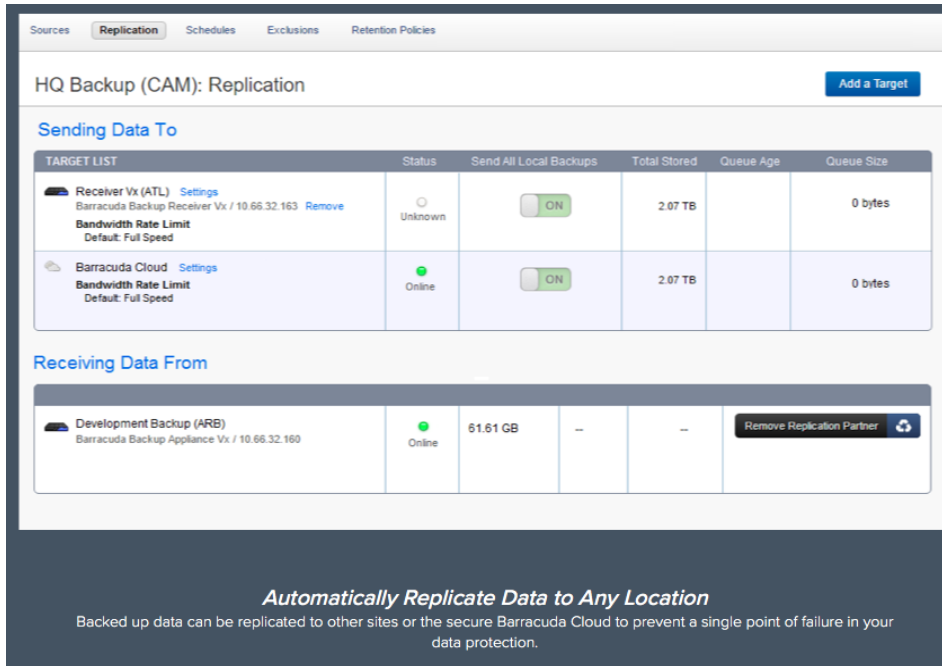 Sources Replication Schedules Exclusions Retention Policies
HQ Backup (CAM): Replication Add a Target
Sending Data To
TARGET LIST Status Send All Local Backups Total Stored Queue Age Queue Size
Receiver Vx (ATL) Settings
Barracuda Backup Receiver Vx / 10.66.32.163 Remove
Unknown ON 2.07 TB 0 bytes
Bandwidth Rate Limit
Default: Full Speed
Barracuda Cloud Settings
Bandwidth Rate Limit
Online ON 2.07 TB 0 bytes
Default: Full Speed
Receiving Data From
Development Backup (ARB) 61.61 GB -- -- Remove Replication Partner
Barracuda Backup Appliance Vx / 10.66.32.160 Online
Automatically Replicate Data to Any Location
Backed up data can be replicated to other sites or the secure Barracuda Cloud to prevent a single point of failure in your
data protection.